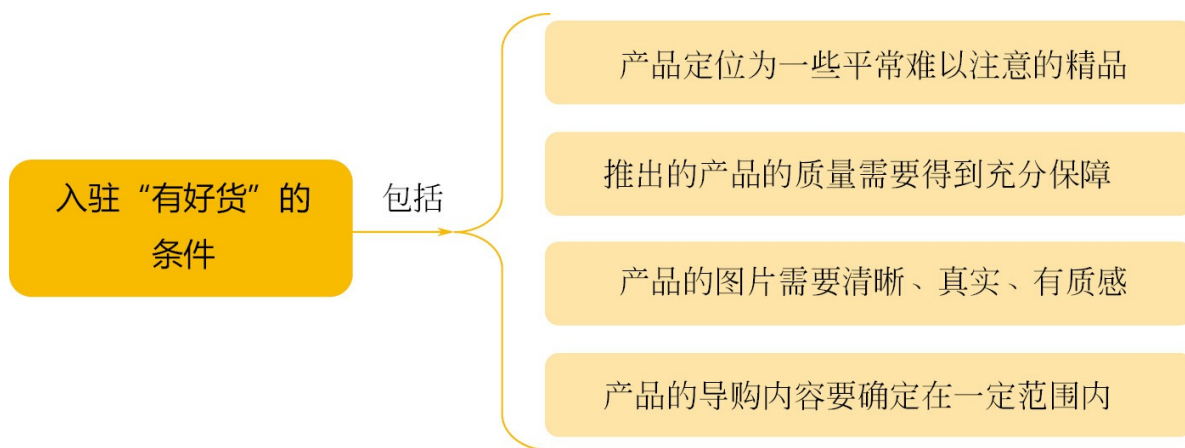 入驻“有好货”的
条件
包括
产品定位为一些平常难以注意的精品
推出的产品的质量需要得到充分保障
产品的图片需要清晰、真实、有质感
产品的导购内容要确定在一定范围内